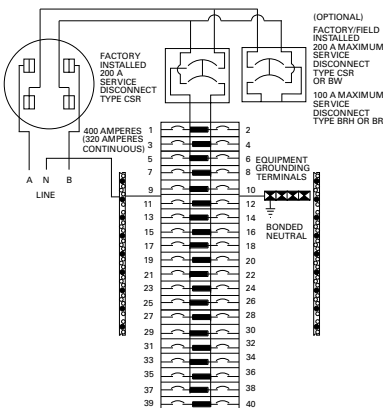 (OPTIONAL)
FACTORY/FIELD
INSTALLED
200 A MAXIMUM
SERVICE
DISCONNECT
TYPE CSR
OR BW
100 A MAXIMUM
SERVICE
DISCONNECT
TYPE BRH OR BR
FACTORY
INSTALLED
200 A
SERVICE
DISCONNECT
TYPE CSR
400 AMPERES
(320 AMPERES
CONTINUOUS)
A N B
LINE
EQUIPMENT
GROUNDING
TERMINALS
BONDED
NEUTRAL
1 2
3 4
5 6
7 8
9 10
11 12
13 14
15 16
17 18
19 20
21 22
23 24
25 26
27 28
29 30
31 32
33 34
35 36
37 38
39 40